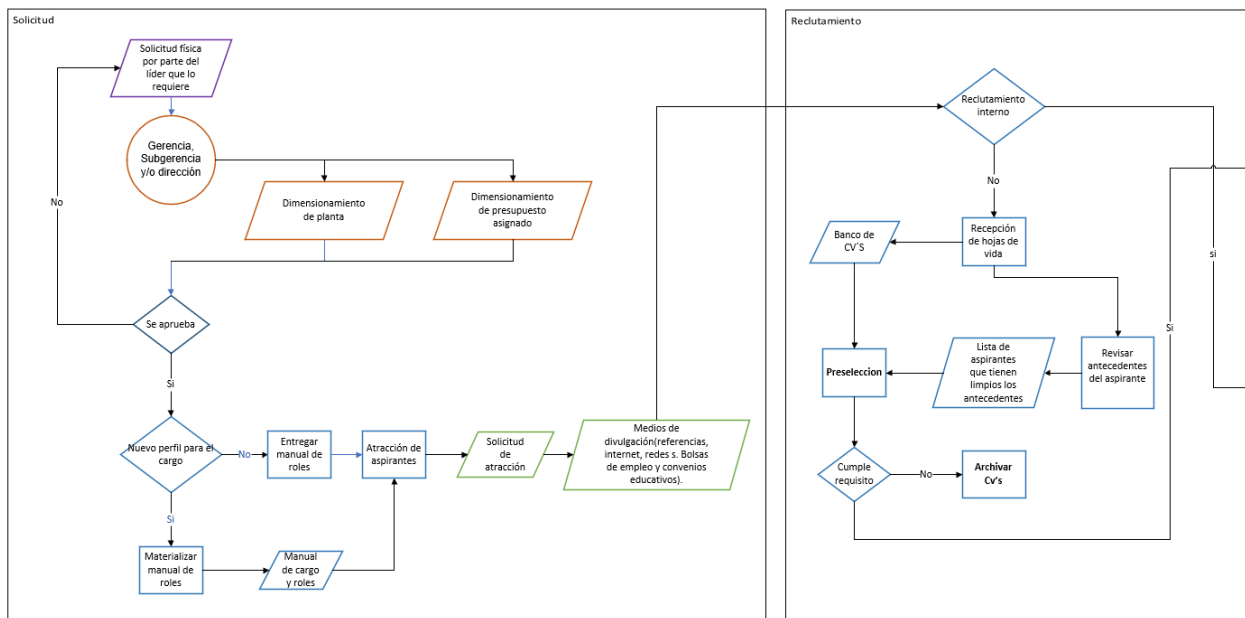 Solicitud
Solicitud física
por parte del
líder que lo
requiere
Gerencia,
Subgerencia
y/o dirección
No
Dimensionamiento
de planta
Dimensionamiento
de presupuesto
asignado
Se aprueba
Si
Nuevo perfil para el
cargo
No
Entregar
manual de
roles
Atracción de
aspirantes
Solicitud
de
atracción
Medios de
divulgación(referencias,
internet, redes s. Bolsas
de empleo y convenios
educativos).
Si
Materializar
manual de
roles
Manual
de cargo
y roles
Reclutamiento
Reclutamiento
interno
No
si
Banco de
CV´S
Recepción
de hojas de
vida
Si
Preseleccion
Lista de
aspirantes
que tienen
limpios los
antecedentes
Revisar
antecedentes
del aspirante
Cumple
requisito
No
Archivar
Cv's